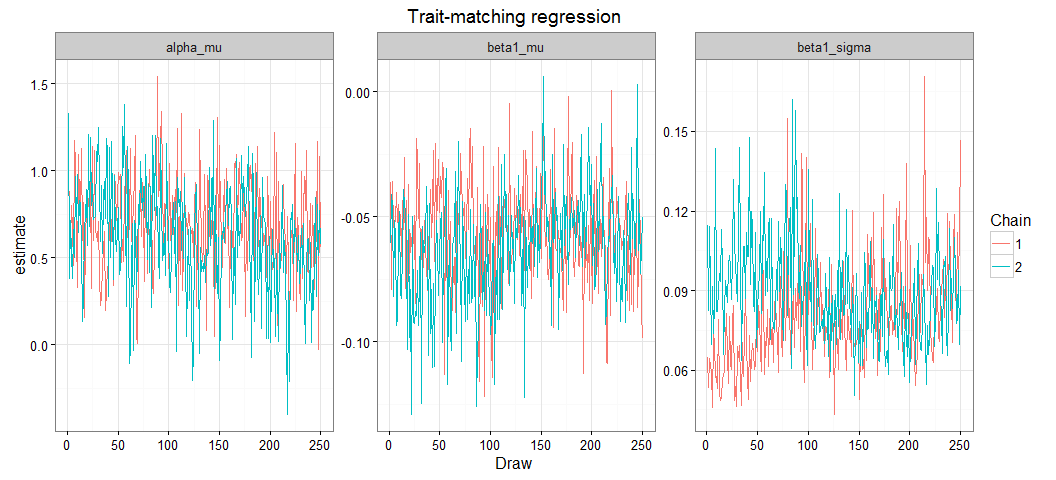 Trait-matching regression
alpha_mu
beta1_mu
beta1_sigma
estimate
1.5
1.0
0.5
0.0
0.00
-0.05
-0.10
0.15
0.12
0.09
0.06
0 50 100 150 200 250
0 50 100 150 200 250
0 50 100 150 200 250
Draw
Chain
1
2